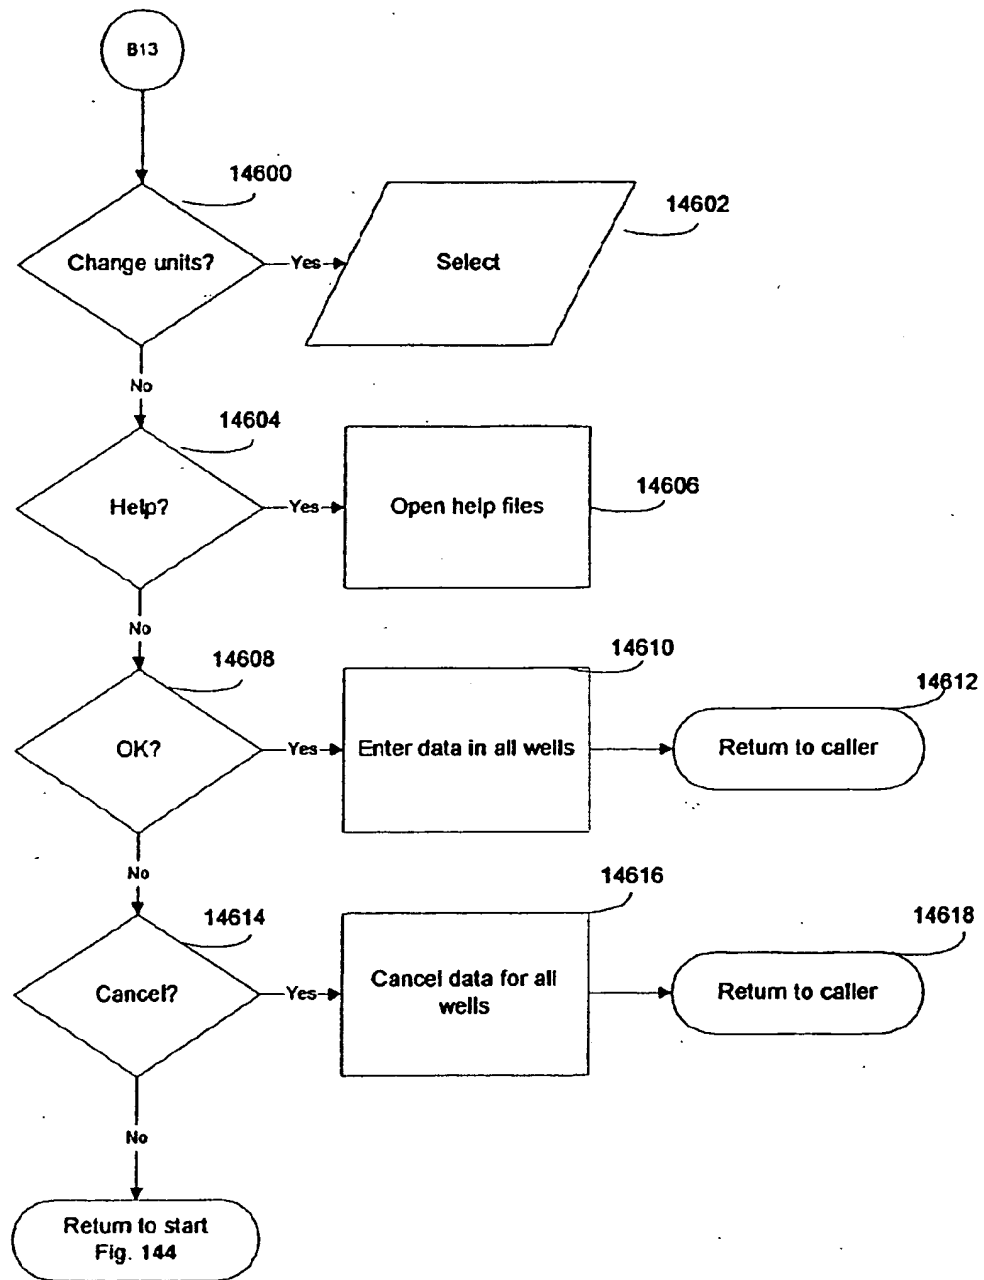 B13
14600
Change units?
Yes
Select
14602
No
14604
Help?
Yes
Open help files
14606
No
14608
OK?
Yes
14610
Enter data in all wells
14612
Return to caller
No
14614
Cancel?
Yes
14616
Cancel data for all
wells
14618
Return to caller
No
Return to start
Fig. 144